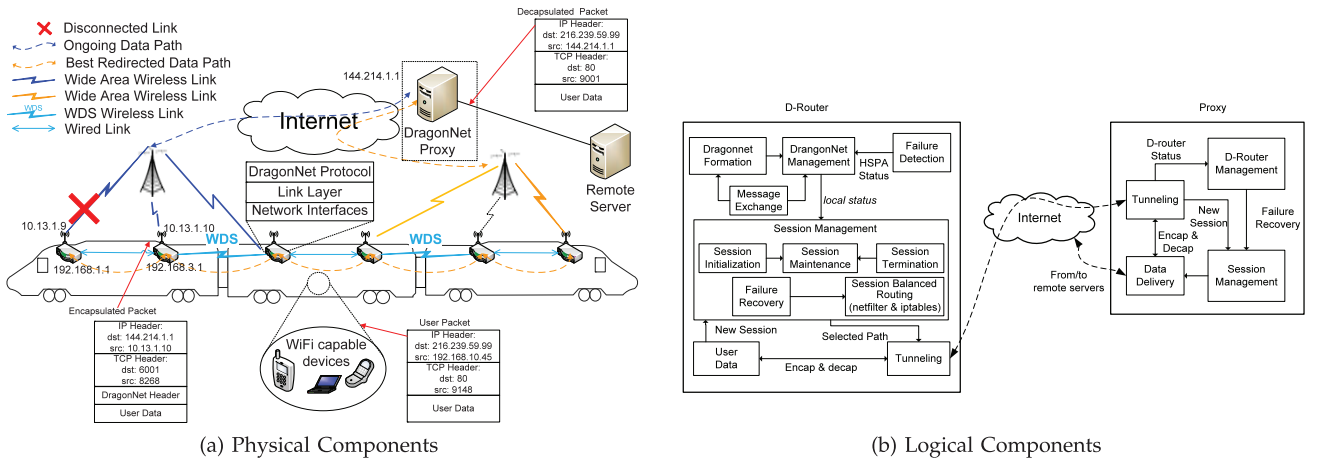 Disconnected Link
Ongoing Data Path
Best Redirected Data Path
Wide Area Wireless Link
Wide Area Wireless Link
WDS
WDS Wireless Link
Wired Link
144.214.1.1
Internet
DragonNet
Proxy
Decapsulated Packet
IP Header:
dst: 216.239.59.99
src: 144.214.1.1
TCP Header:
dst: 80
src: 9001
User Data
Remote
Server
DragonNet Protocol
Link Layer
Network Interfaces
10.13.1.9
10.13.1.10
WDS
WDS
192.168.1.1
192.168.3.1
Encapsulated Packet
IP Header:
dst: 144.214.1.1
src: 10.13.1.10
TCP Header:
dst: 6001
src: 8268
DragonNet Header
User Data
WiFi capable
devices
User Packet
IP Header:
dst: 216.239.59.99
src: 192.168.10.45
TCP Header:
dst: 80
src: 9148
User Data
(a) Physical Components
D-Router
Dragonnet
Formation
DrangonNet
Management
Failure
Detection
HSPA
Status
Message
Exchange
local status
Session Management
Session
Initialization
Session
Maintenance
Session
Termination
Failure
Recovery
Session Balanced
Routing
(netfilter & iptables)
New Session
Selected Path
User
Data
Encap & decap
Tunneling
Internet
From/to
remote servers
Proxy
D-router
Status
D-Router
Management
Tunneling
New
Session
Failure
Recovery
Encap &
Decap
Data
Delivery
Session
Management
(b) Logical Components